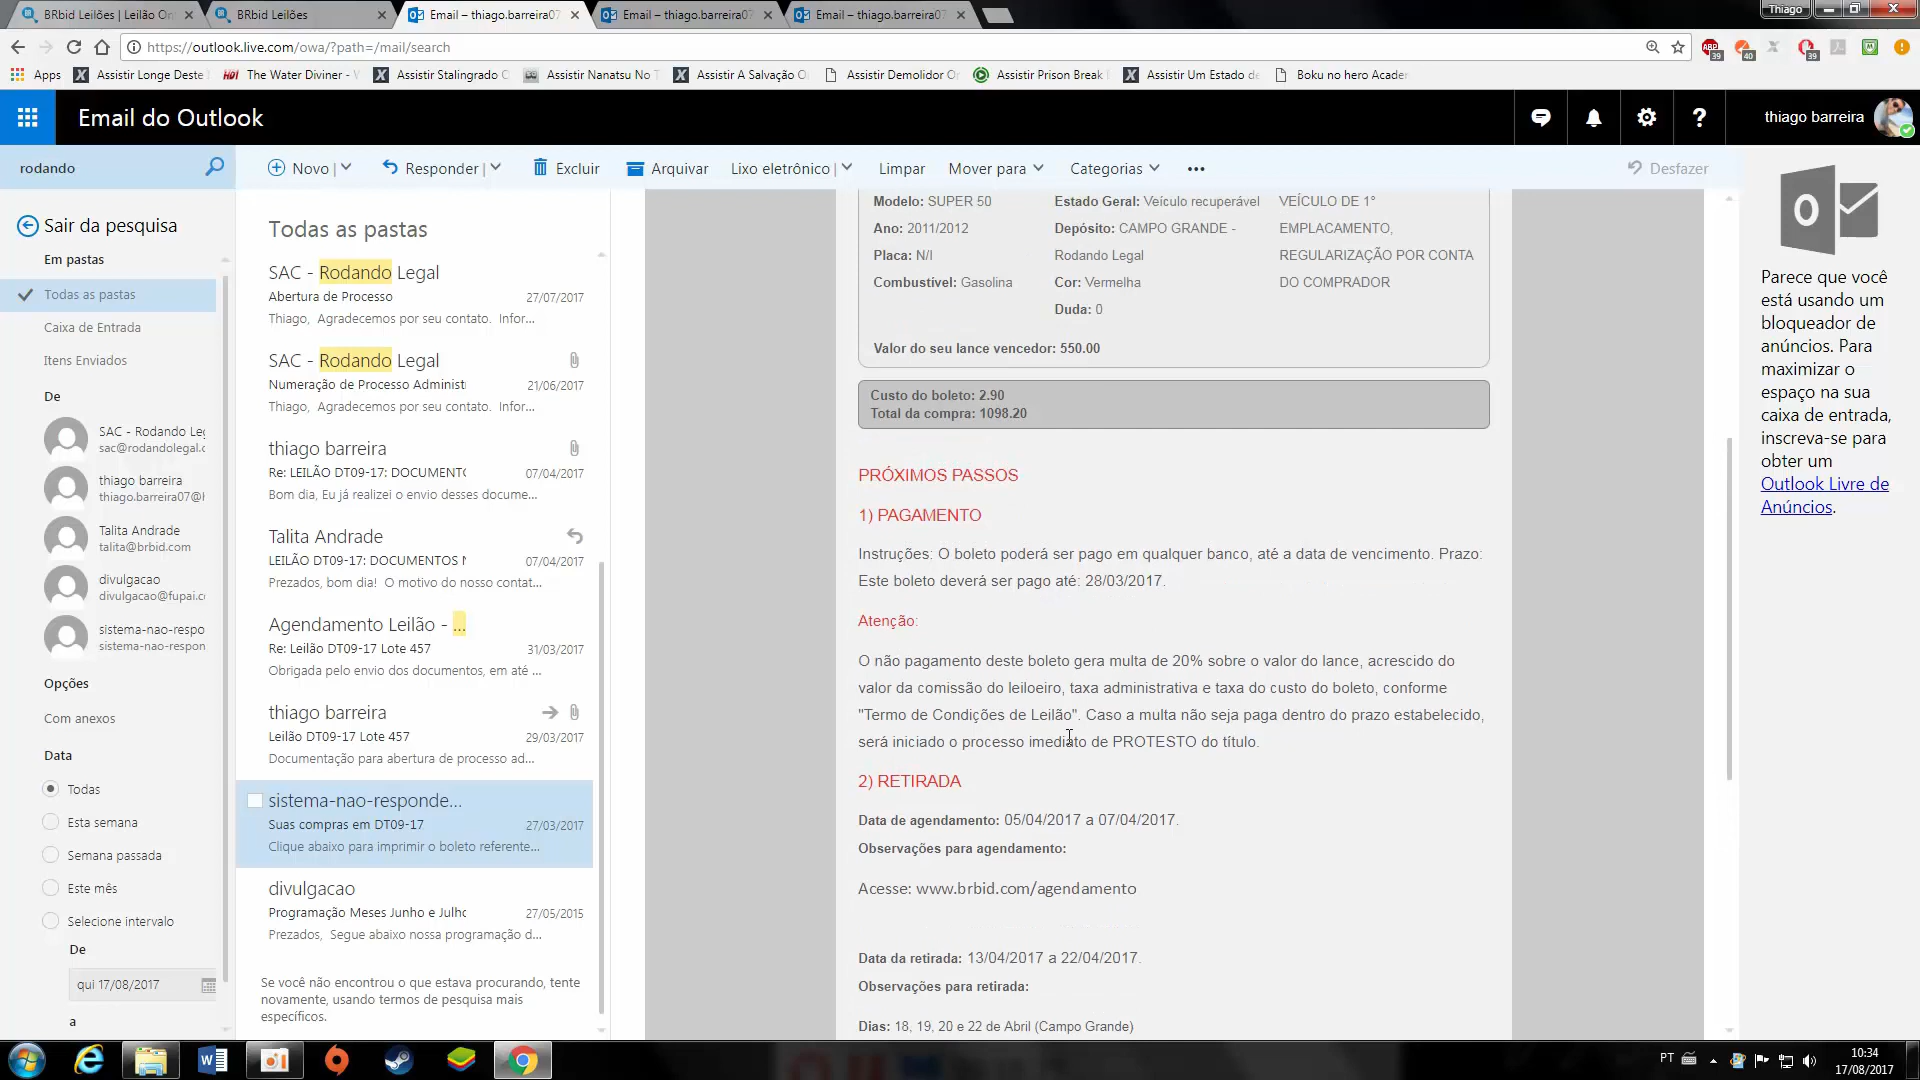 BRbid Leilões | Leilão On
BRbid Leilões
Email – thiago.barreira07
Email – thiago.barreira07
Email – thiago.barreira07
Thiago
https://outlook.live.com/owa/?path=/mail/search
Apps
Assistir Longe Deste
The Water Diviner -
Assistir Stalingrado
Assistir Nanatsu No T
Assistir A Salvação
Assistir Demolidor
Assistir Prison Break
Assistir Um Estado de
Boku no hero Acade
Email do Outlook
thiago barreira
rodando
Novo
Responder
Excluir
Arquivar
Lixo eletrônico
Limpar
Mover para
Categorias
Desfazer
Sair da pesquisa
Em pastas
Todas as pastas
Caixa de Entrada
Itens Enviados
De
SAC - Rodando Leg
sac@rodandolegal.c
thiago barreira
thiago.barreira07@h
Talita Andrade
talita@brbid.com
divulgacao
divulgacao@fupai.c
sistema-nao-respo
sistema-nao-respon
Opções
Com anexos
Data
Todas
Esta semana
Semana passada
Este mês
Selecione intervalo
De
qui 17/08/2017
a
Todas as pastas
SAC - Rodando Legal
Abertura de Processo 27/07/2017
Thiago, Agradecemos por seu contato. Infor...
SAC - Rodando Legal
Numeração de Processo Administ 21/06/2017
Thiago, Agradecemos por seu contato. Infor...
thiago barreira
Re: LEILÃO DT09-17: DOCUMENTO 07/04/2017
Bom dia, Eu já realizei o envio desses docume...
Talita Andrade
LEILÃO DT09-17: DOCUMENTOS 07/04/2017
Prezados, bom dia! O motivo do nosso contat...
Agendamento Leilão - ...
Re: Leilão DT09-17 Lote 457 31/03/2017
Obrigada pelo envio dos documentos, em até ...
thiago barreira
Leilão DT09-17 Lote 457 29/03/2017
Documentação para abertura de processo ad...
sistema-nao-responde...
Suas compras em DT09-17 27/03/2017
Clique abaixo para imprimir o boleto referente...
divulgacao
Programação Meses Junho e Julho 27/05/2015
Prezados, Segue abaixo nossa programação d...
Se você não encontrou o que estava procurando, tente
novamente, usando termos de pesquisa mais
específicos.
Modelo: SUPER 50
Ano: 2011/2012
Placa: N/I
Combustível: Gasolina
Estado Geral: Veículo recuperável
Depósito: CAMPO GRANDE -
Rodando Legal
Cor: Vermelha
Duda: 0
VEÍCULO DE 1°
EMPLACAMENTO,
REGULARIZAÇÃO POR CONTA
DO COMPRADOR
Valor do seu lance vencedor: 550.00
Custo do boleto: 2.90
Total da compra: 1098.20
PRÓXIMOS PASSOS
1) PAGAMENTO
Instruções: O boleto poderá ser pago em qualquer banco, até a data de vencimento. Prazo:
Este boleto deverá ser pago até: 28/03/2017.
Atenção:
O não pagamento deste boleto gera multa de 20% sobre o valor do lance, acrescido do
valor da comissão do leiloeiro, taxa administrativa e taxa do custo do boleto, conforme
"Termo de Condições de Leilão". Caso a multa não seja paga dentro do prazo estabelecido,
será iniciado o processo imediato de PROTESTO do título.
2) RETIRADA
Data de agendamento: 05/04/2017 a 07/04/2017.
Observações para agendamento:
Acesse: www.brbid.com/agendamento
Data da retirada: 13/04/2017 a 22/04/2017.
Observações para retirada:
Dias: 18, 19, 20 e 22 de Abril (Campo Grande)
Parece que você
está usando um
bloqueador de
anúncios. Para
maximizar o
espaço na sua
caixa de entrada,
inscreva-se para
obter um
Outlook Livre de
Anúncios.
PT
10:34
17/08/2017